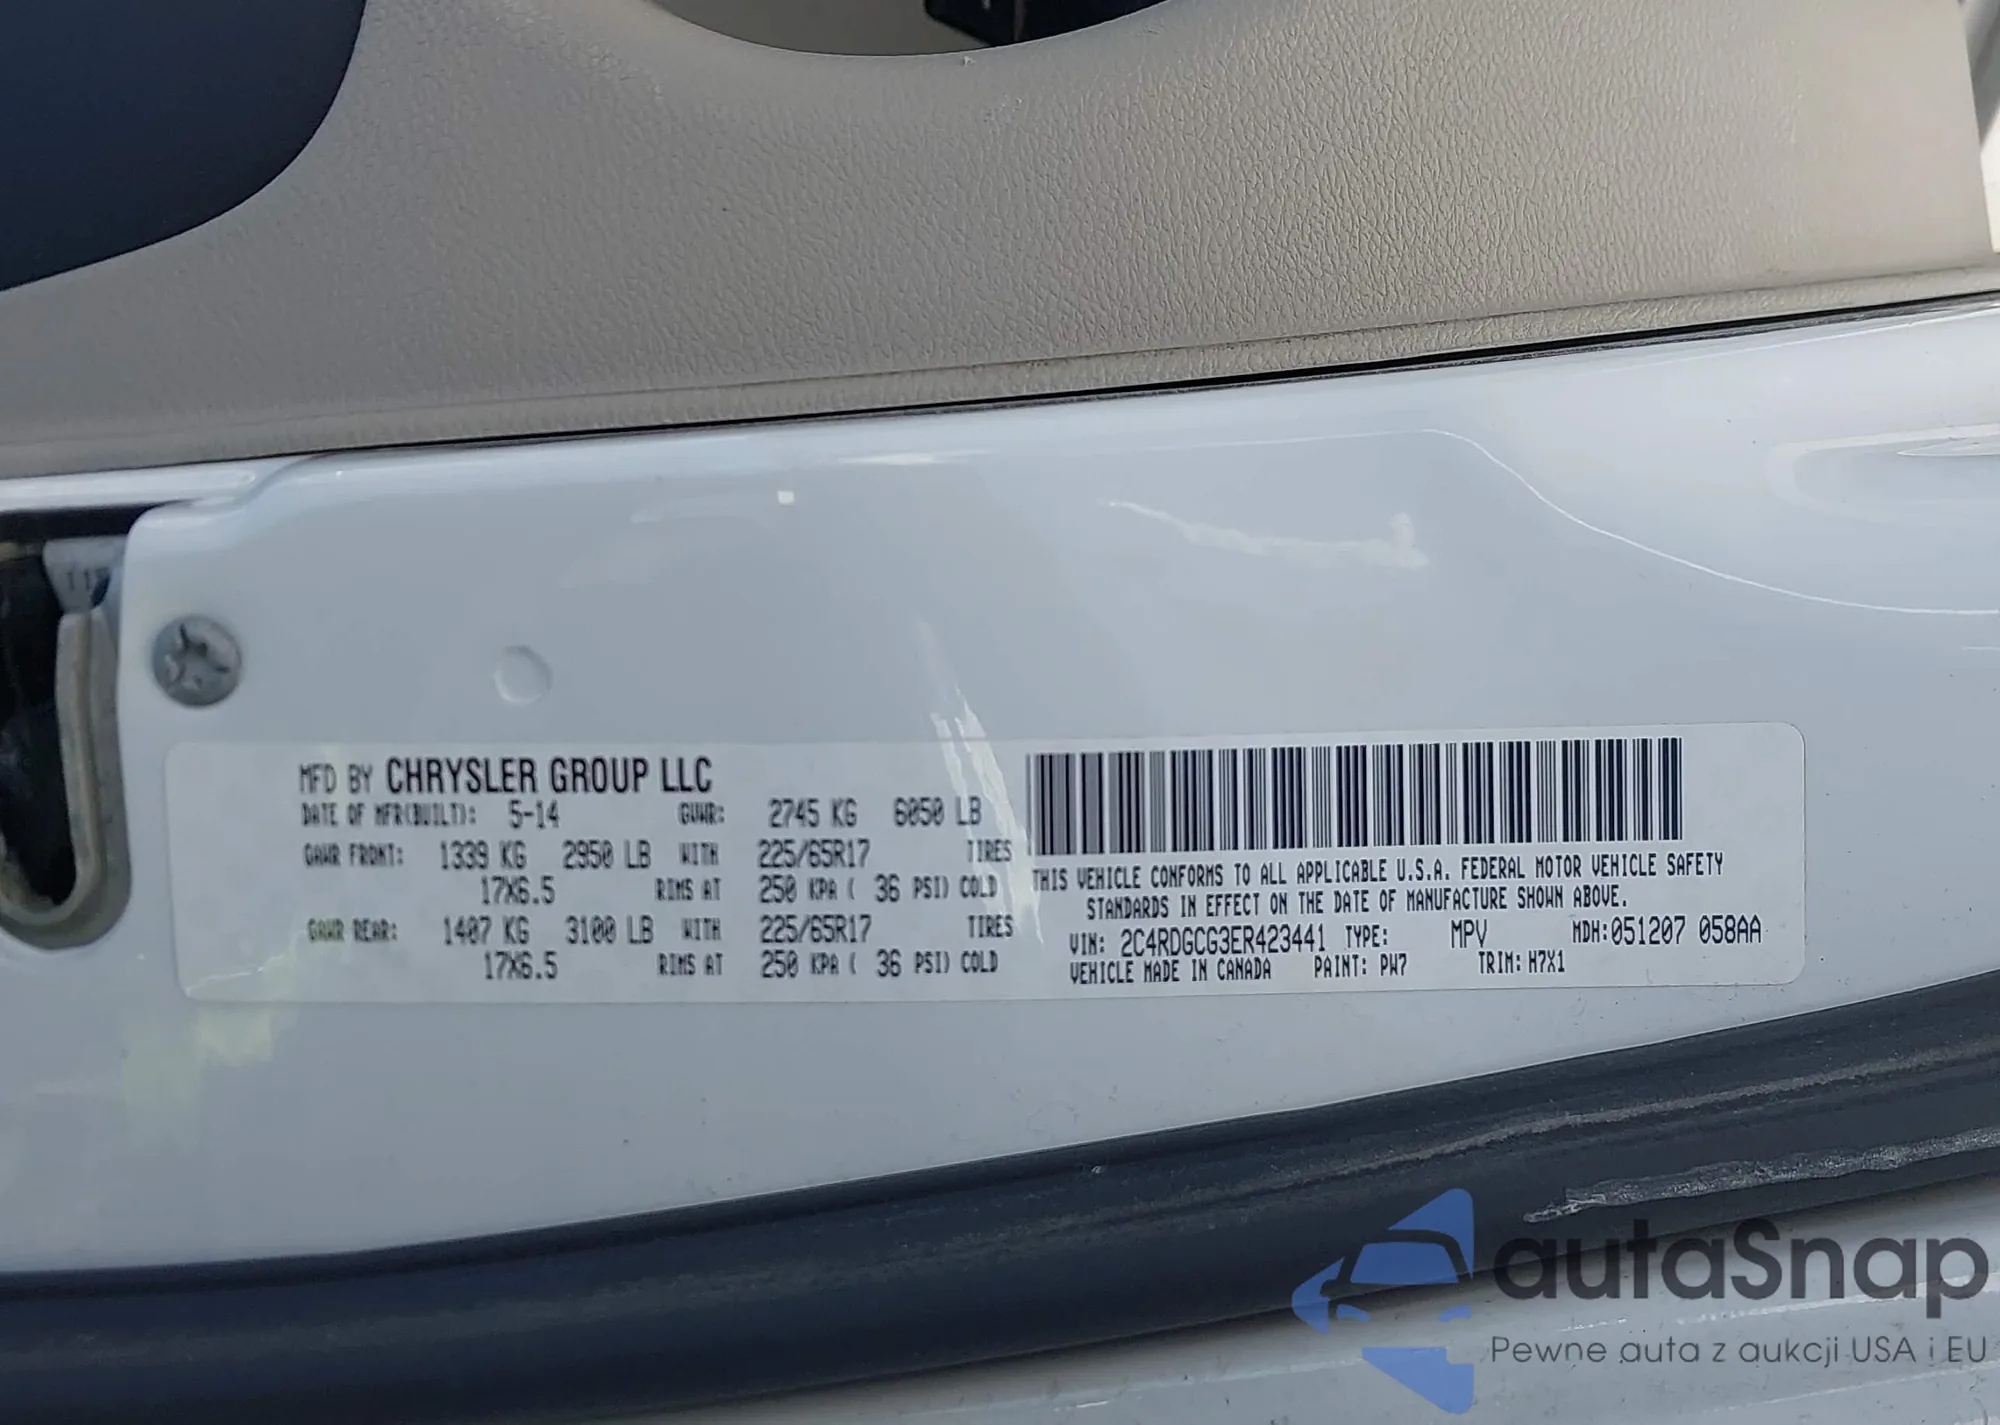 MFD BY CHRYSLER GROUP LLC
DATE OF MFR(BUILT): 5-14 GVWR: 2745 KG 6050 LB
GAWR FRONT: 1339 KG 2950 LB WITH 225/65R17 TIRES
17X6.5 RIMS AT 250 KPA ( 36 PSI) COLD
GAWR REAR: 1407 KG 3100 LB WITH 225/65R17 TIRES
17X6.5 RIMS AT 250 KPA ( 36 PSI) COLD
THIS VEHICLE CONFORMS TO ALL APPLICABLE U.S.A. FEDERAL MOTOR VEHICLE SAFETY
STANDARDS IN EFFECT ON THE DATE OF MANUFACTURE SHOWN ABOVE.
VIN: 2C4RDGCG3ER423441 TYPE: MPV MDH:051207 058AA
VEHICLE MADE IN CANADA PAINT: PW7 TRIM: H7X1
autaSnap
Pewne auta z aukcji USA i EU